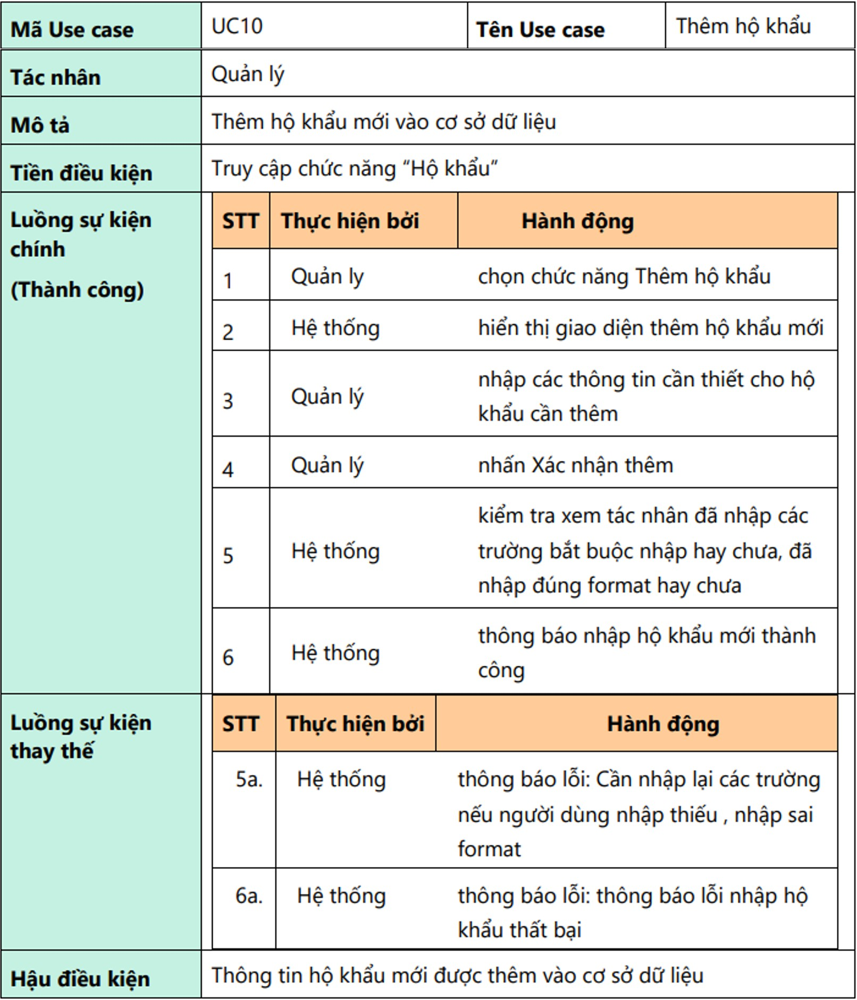 Mã Use case UC10 Tên Use case Thêm hộ khẩu
Tác nhân Quản lý
Mô tả Thêm hộ khẩu mới vào cơ sở dữ liệu
Tiền điều kiện Truy cập chức năng “Hộ khẩu”
Luồng sự kiện
chính
(Thành công)
STT Thực hiện bởi Hành động
1 Quản ly chọn chức năng Thêm hộ khẩu
2 Hệ thống hiển thị giao diện thêm hộ khẩu mới
3 Quản lý nhập các thông tin cần thiết cho hộ
khẩu cần thêm
4 Quản lý nhấn Xác nhận thêm
5 Hệ thống kiểm tra xem tác nhân đã nhập các
trường bắt buộc nhập hay chưa, đã
nhập đúng format hay chưa
6 Hệ thống thông báo nhập hộ khẩu mới thành
công
Luồng sự kiện
thay thế
STT Thực hiện bởi Hành động
5a. Hệ thống thông báo lỗi: Cần nhập lại các trường
nếu người dùng nhập thiếu , nhập sai
format
6a. Hệ thống thông báo lỗi: thông báo lỗi nhập hộ
khẩu thất bại
Hậu điều kiện Thông tin hộ khẩu mới được thêm vào cơ sở dữ liệu